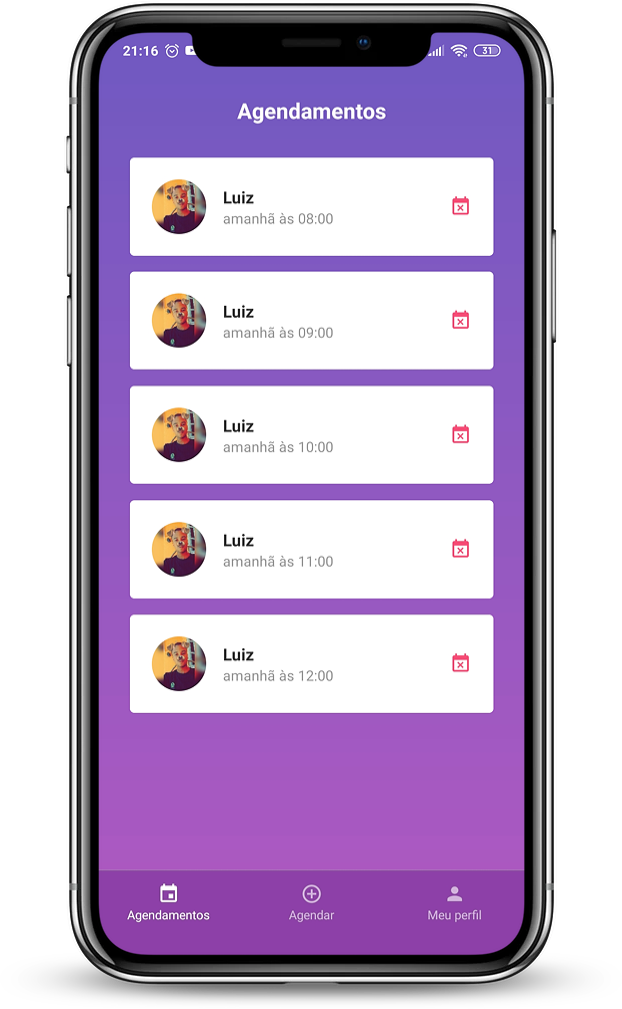 21:16
31
Agendamentos
Luiz
amanhã às 08:00
Luiz
amanhã às 09:00
Luiz
amanhã às 10:00
Luiz
amanhã às 11:00
Luiz
amanhã às 12:00
Agendamentos
Agendar
Meu perfil